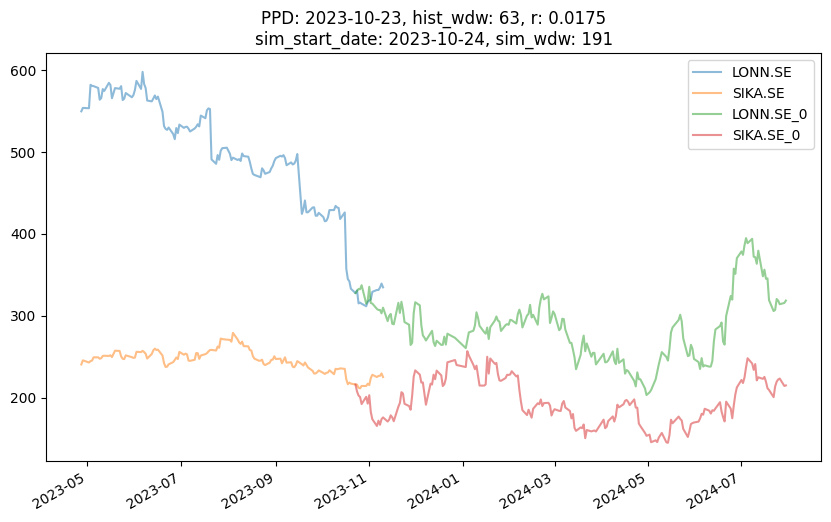 PPD: 2023-10-23, hist_wdw: 63, r: 0.0175
sim_start_date: 2023-10-24, sim_wdw: 191
LONN.SE
SIKA.SE
LONN.SE_0
SIKA.SE_0
600
500
400
300
200
2023-05
2023-07
2023-09
2023-11
2024-01
2024-03
2024-05
2024-07